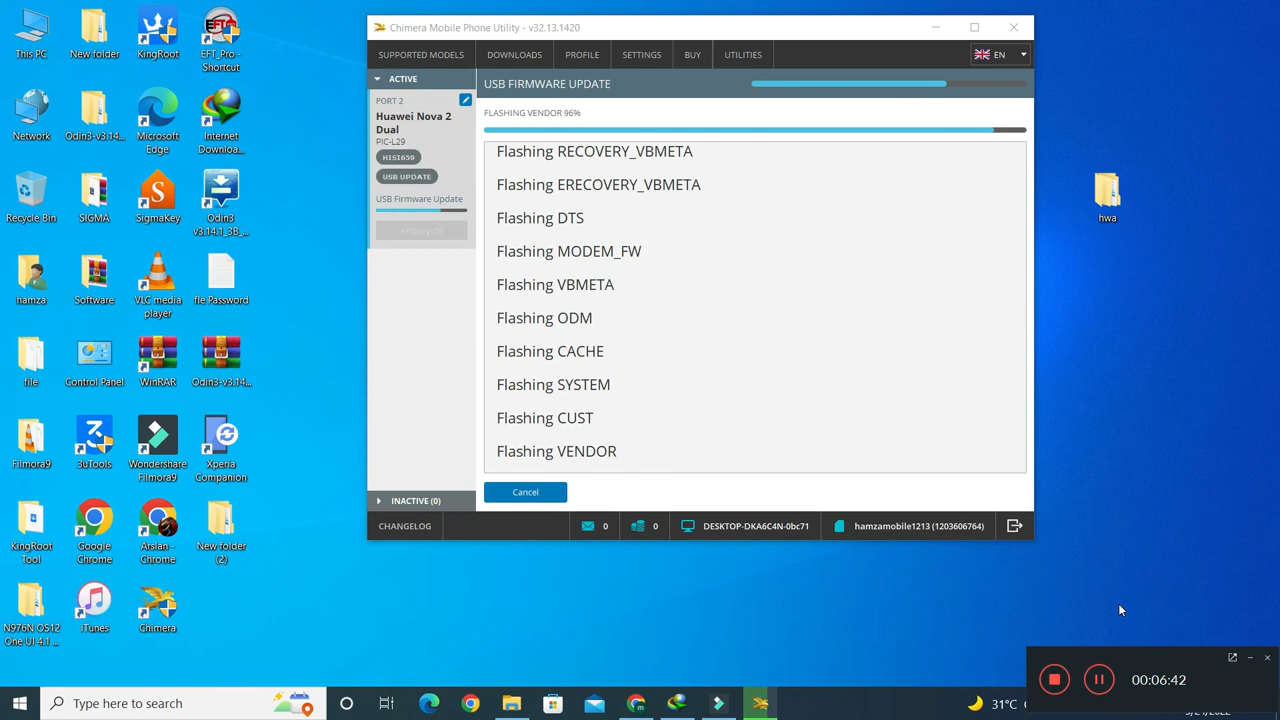 This PC
New folder
KingRoot
EFT_Pro -
Shortcut
Network
Odin3-v3.14...
Microsoft
Edge
Internet
Downloa...
Recycle Bin
SIGMA
SigmaKey
Odin3
v3.14.1_3B_...
hamza
Software
VLC media
player
fle Password
file
Control Panel
WinRAR
Odin3-v3.14...
Filmora9
3uTools
Wondershare
Filmora9
Xperia
Companion
KingRoot
Tool
Google
Chrome
Arslan -
Chrome
New folder
(2)
N976N OS12
One UI 4.1 ...
iTunes
Chimera
Chimera Mobile Phone Utility - v32.13.1420
SUPPORTED MODELS
DOWNLOADS
PROFILE
SETTINGS
BUY
UTILITIES
EN
ACTIVE
PORT 2
Huawei Nova 2
Dual
PIC-L29
HISI659
USB UPDATE
USB Firmware Update
History (0)
INACTIVE (0)
USB FIRMWARE UPDATE
FLASHING VENDOR 96%
Flashing RECOVERY_VBMETA
Flashing ERECOVERY_VBMETA
Flashing DTS
Flashing MODEM_FW
Flashing VBMETA
Flashing ODM
Flashing CACHE
Flashing SYSTEM
Flashing CUST
Flashing VENDOR
Cancel
CHANGELOG
0
0
DESKTOP-DKA6C4N-0bc71
hamzamobile1213 (1203606764)
hwa
00:06:42
Type here to search
31°C